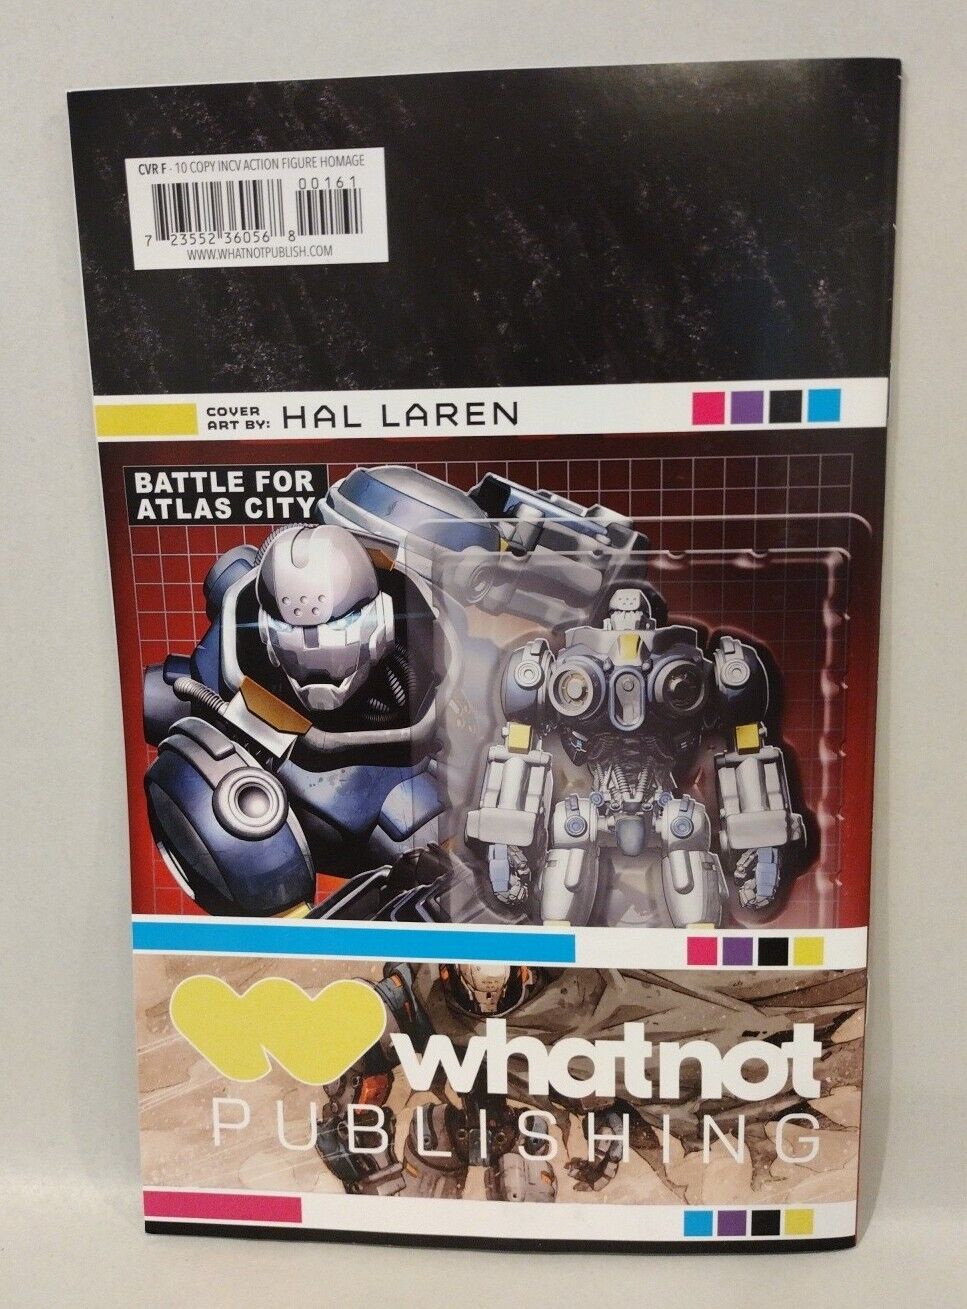 CVR F - 10 COPY INCV ACTION FIGURE HOMAGE
00161
7 23552 36056 8
WWW.WHATNOTPUBLISH.COM
COVER
ART BY: HAL LAREN
BATTLE FOR
ATLAS CITY
whatnot
PUBLISHING